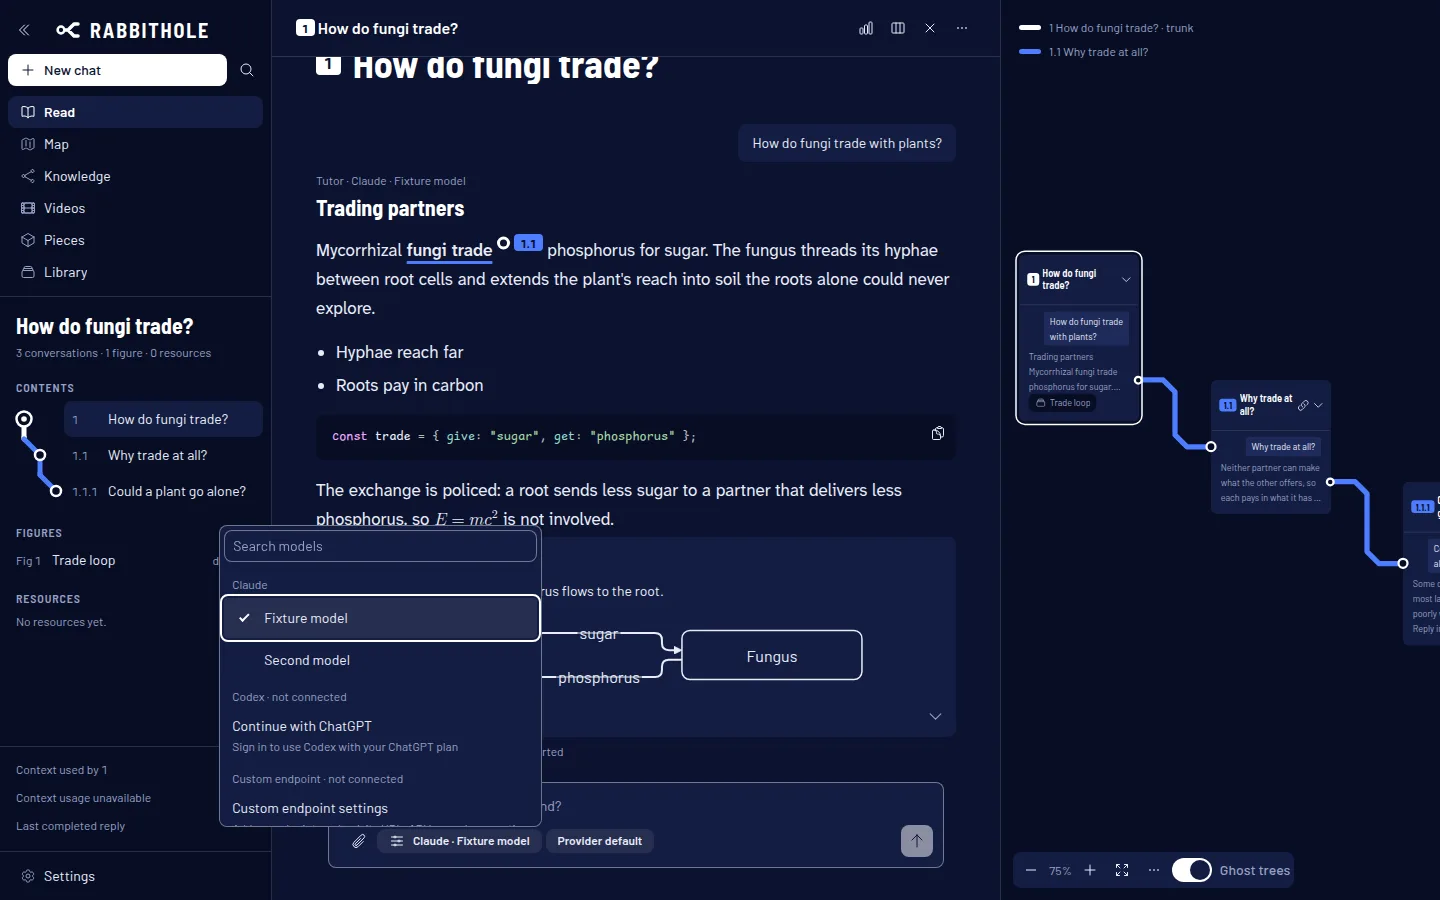 RABBITHOLE
New chat
Read
Map
Knowledge
Videos
Pieces
Library
How do fungi trade?
3 conversations · 1 figure · 0 resources
CONTENTS
1 How do fungi trade?
1.1 Why trade at all?
1.1.1 Could a plant go alone?
FIGURES
Fig 1 Trade loop
RESOURCES
No resources yet.
Context used by 1
Context usage unavailable
Last completed reply
Settings
1 How do fungi trade?
1 How do fungi trade?
How do fungi trade with plants?
Tutor · Claude · Fixture model
Trading partners
Mycorrhizal fungi trade 1.1 phosphorus for sugar. The fungus threads its hyphae
between root cells and extends the plant's reach into soil the roots alone could never
explore.
• Hyphae reach far
• Roots pay in carbon
const trade = { give: "sugar", get: "phosphorus" };
The exchange is policed: a root sends less sugar to a partner that delivers less
phosphorus, so E = mc² is not involved.
flows to the root.
sugar
phosphorus
Fungus
Search models
Claude
Fixture model
Second model
Codex · not connected
Continue with ChatGPT
Sign in to use Codex with your ChatGPT plan
Custom endpoint · not connected
Custom endpoint settings
Claude · Fixture model
Provider default
1 How do fungi trade? · trunk
1.1 Why trade at all?
1 How do fungi
trade?
How do fungi trade
with plants?
Trading partners
Mycorrhizal fungi trade
phosphorus for sugar....
Trade loop
1.1 Why trade at
all?
Why trade at all?
Neither partner can make
what the other offers, so
each pays in what it has ...
1.1.1
Some
most
poorly
Reply
75%
Ghost trees